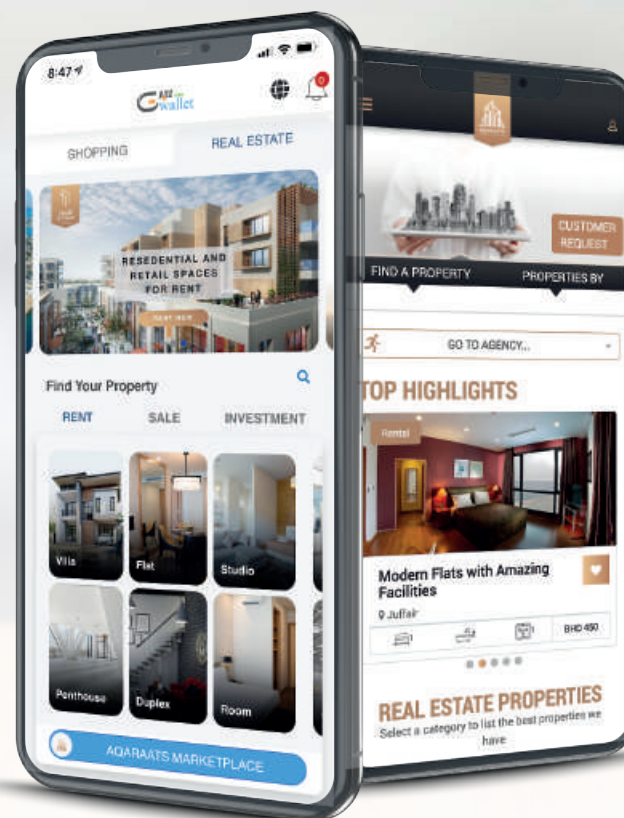 8:47
wallet
0
SHOPPING
REAL ESTATE
RESEDENTIAL AND
RETAIL SPACES
FOR RENT
RENT NOW
Find Your Property
RENT
SALE
INVESTMENT
Villa
Flat
Studio
Penthouse
Duplex
Room
AQARAATS MARKETPLACE
CUSTOMER
REQUEST
FIND A PROPERTY
PROPERTIES BY
GO TO AGENCY...
TOP HIGHLIGHTS
Rental
Modern Flats with Amazing
Facilities
Juffair
BHD 450
REAL ESTATE PROPERTIES
Select a category to list the best properties we
have